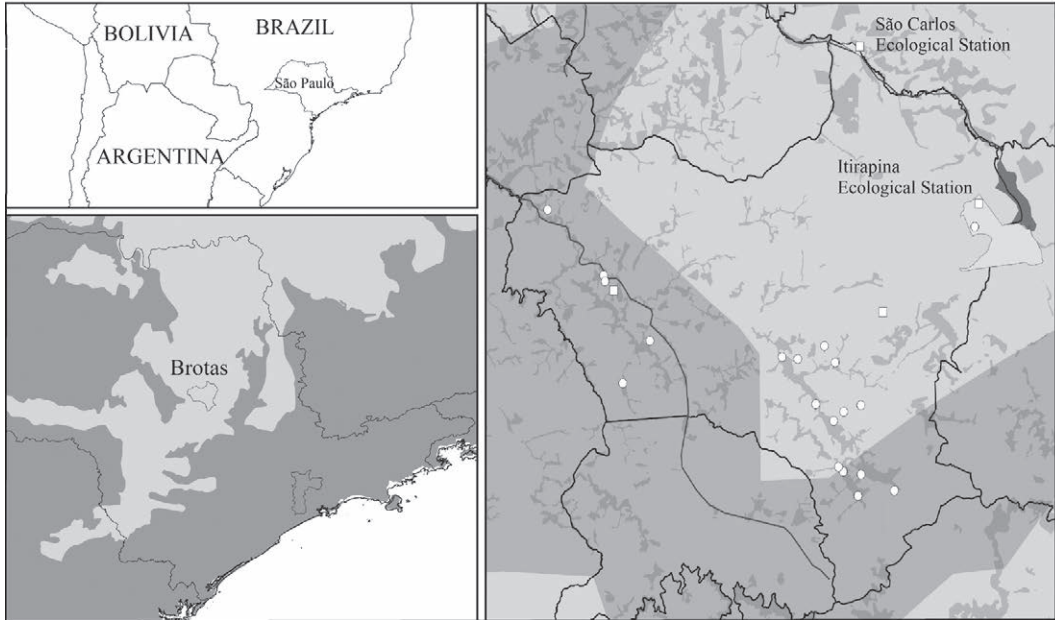 BOLIVIA
BRAZIL
São Paulo
ARGENTINA
Brotas
São Carlos
Ecological Station
Itirapina
Ecological Station